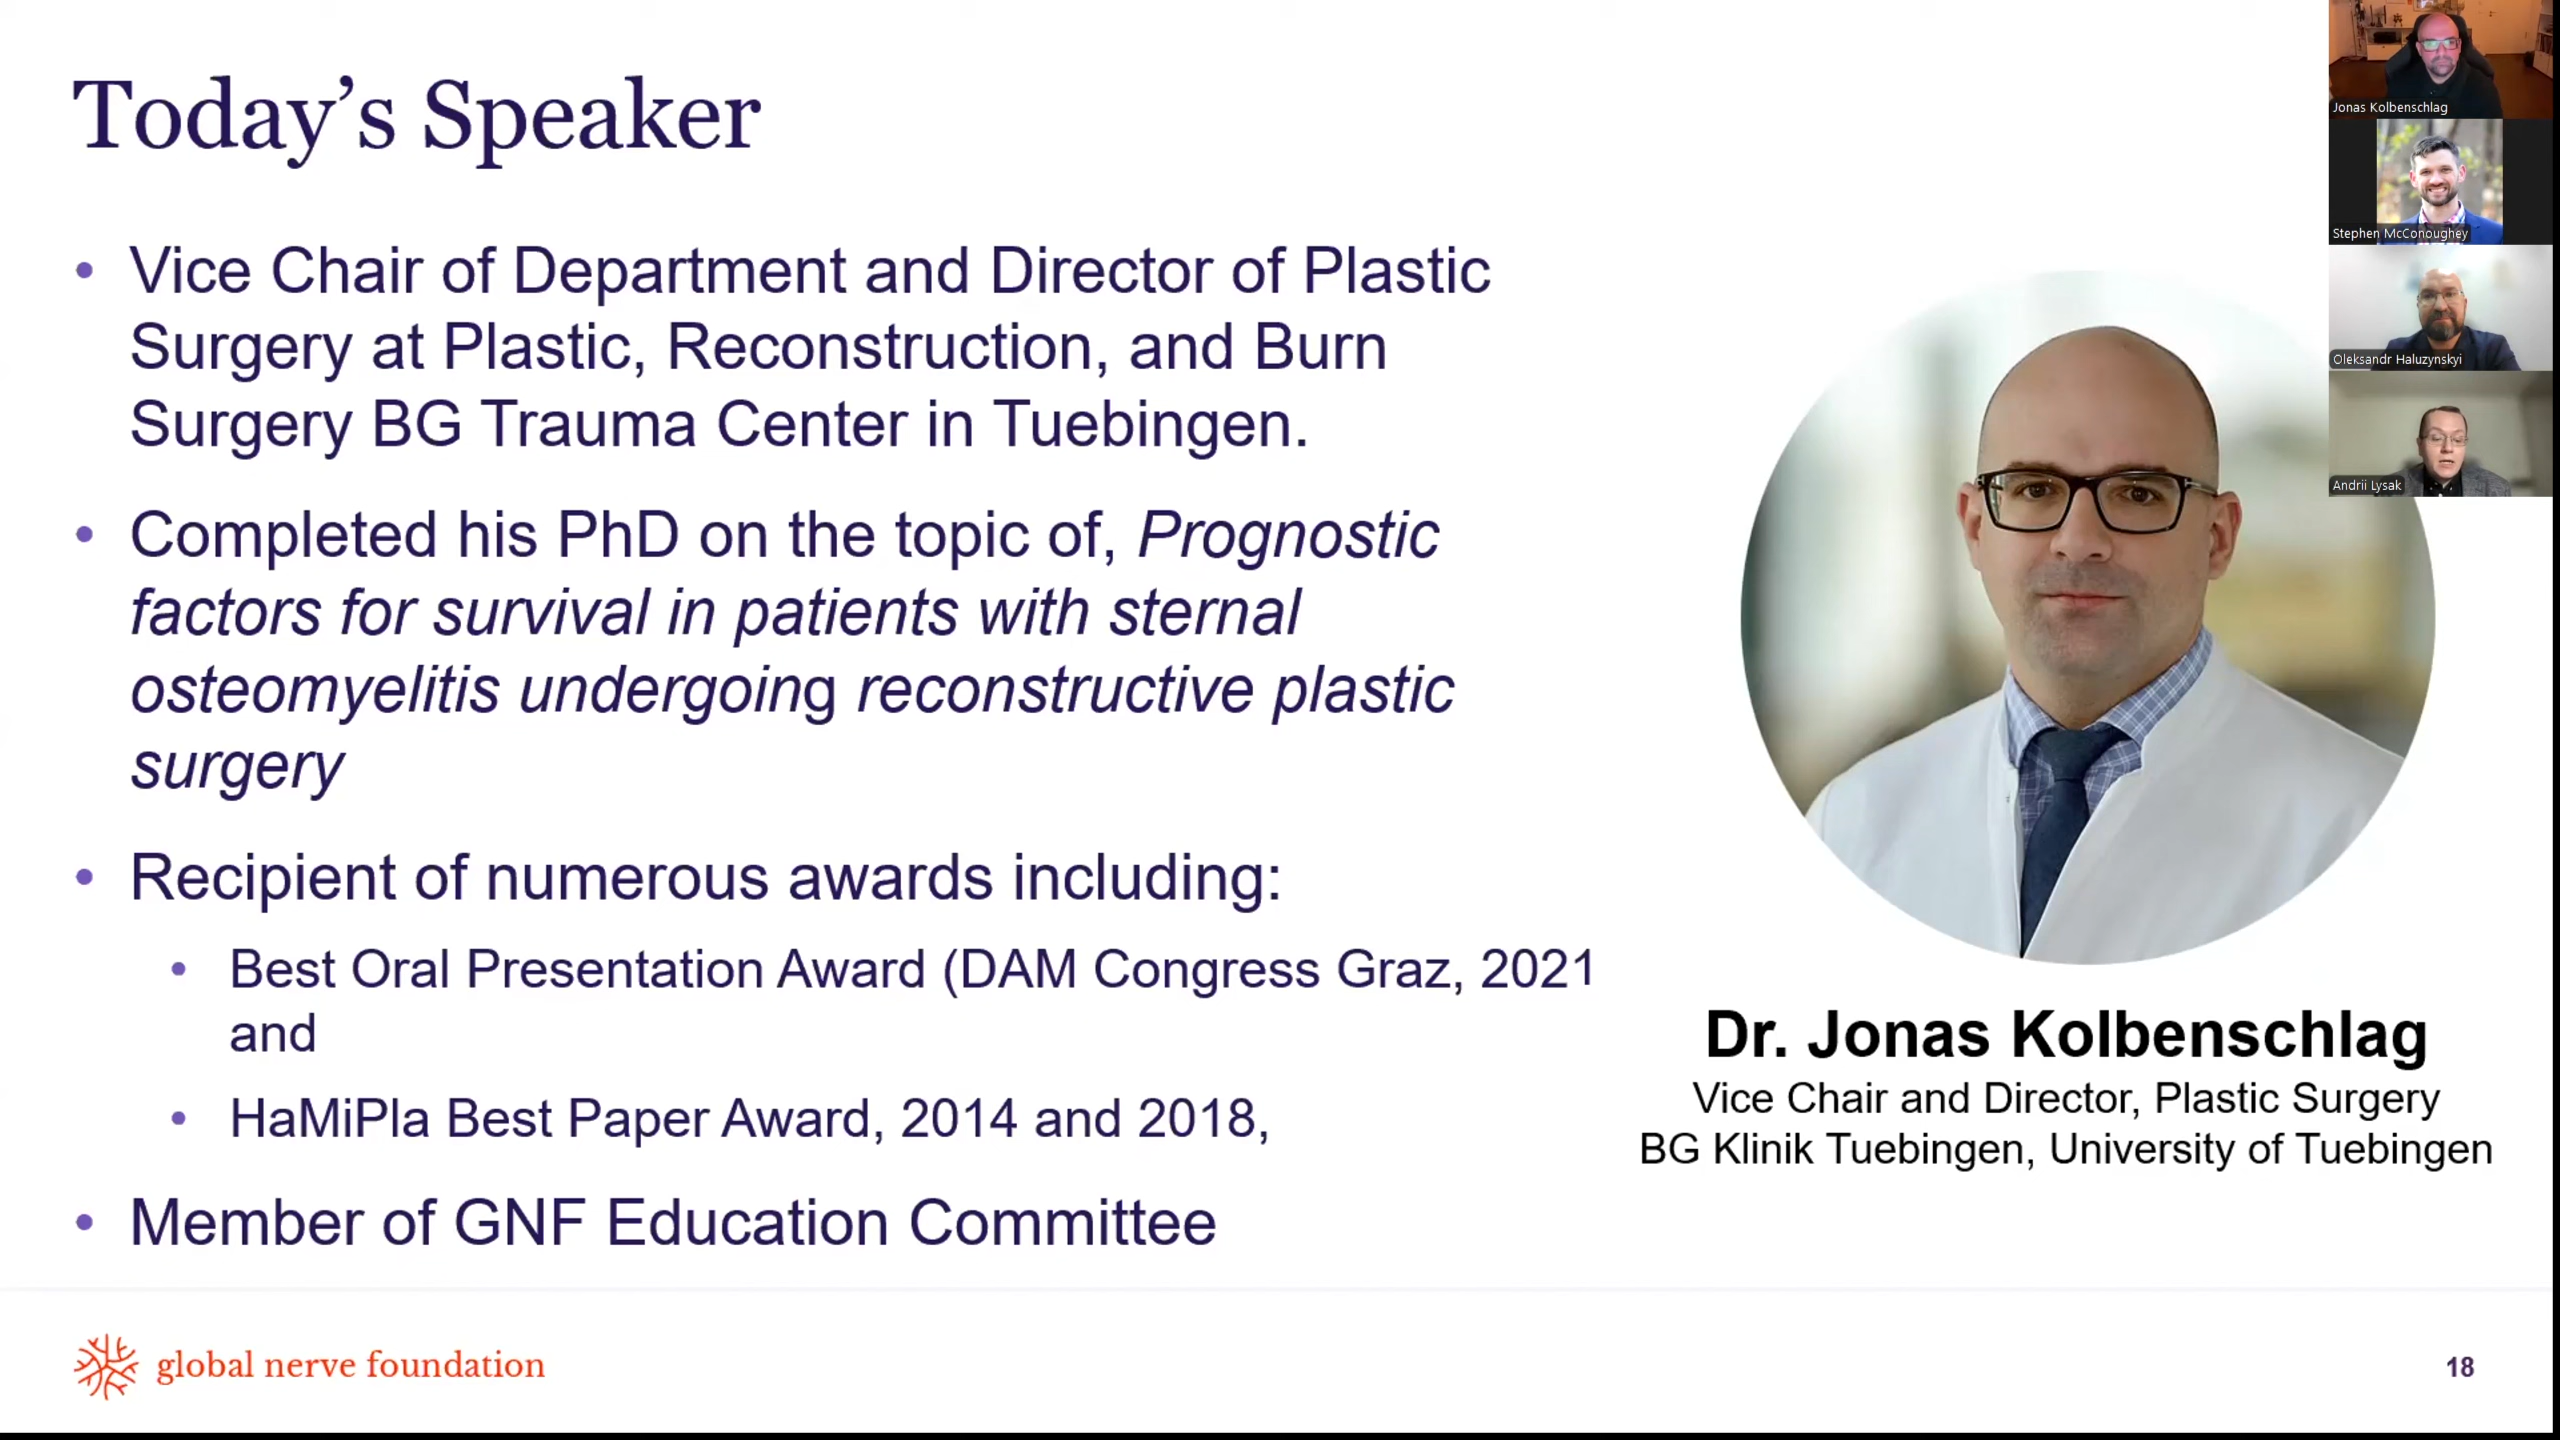 Today’s Speaker
• Vice Chair of Department and Director of Plastic
Surgery at Plastic, Reconstruction, and Burn
Surgery BG Trauma Center in Tuebingen.
• Completed his PhD on the topic of, Prognostic
factors for survival in patients with sternal
osteomyelitis undergoing reconstructive plastic
surgery
• Recipient of numerous awards including:
• Best Oral Presentation Award (DAM Congress Graz, 2021
and
• HaMiPla Best Paper Award, 2014 and 2018,
• Member of GNF Education Committee
Dr. Jonas Kolbenschlag
Vice Chair and Director, Plastic Surgery
BG Klinik Tuebingen, University of Tuebingen
Jonas Kolbenschlag
Stephen McConoughey
Oleksandr Haluzynskyi
Andrii Lysak
global nerve foundation
18